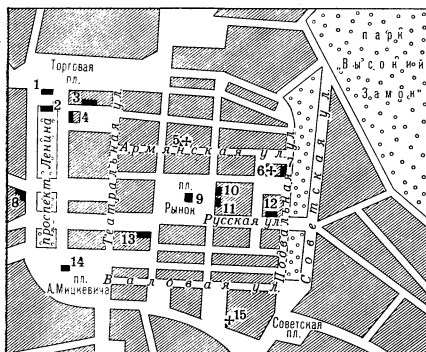 парк
„Высокий
Замок"
Торговая
пл.
1
2
3
4
Театральная ул.
проспект Ленина
5
Армянская ул.
6
8
пл.
Рынок
9
10
11
12
Русская ул.
Подвальная ул.
Советская ул.
13
14
пл.
А. Мицкевича
Валовая ул.
15
Советская
пл.